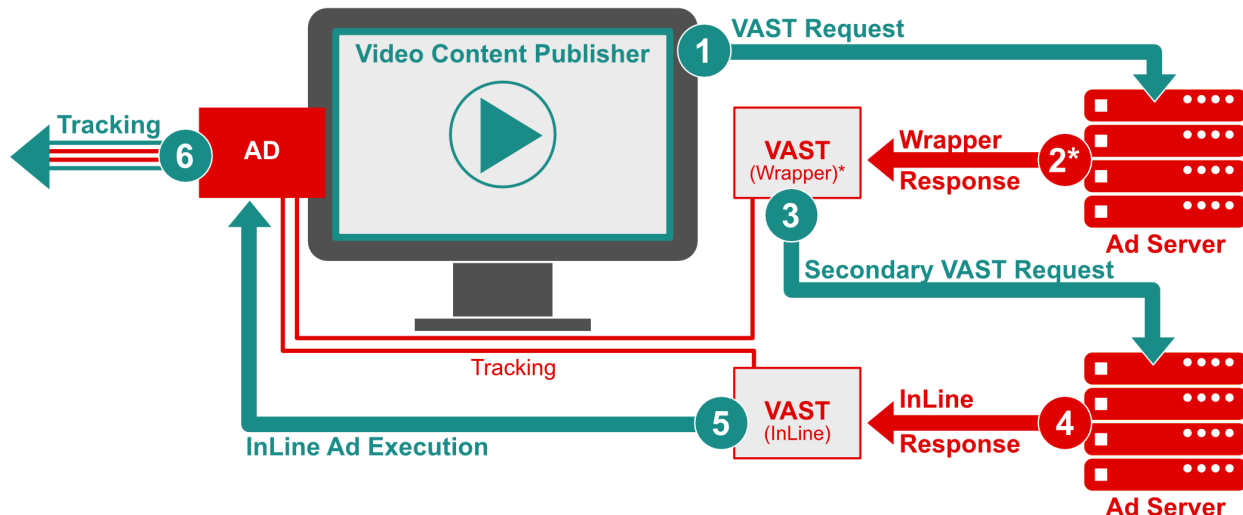 VAST Request
1
Video Content Publisher
Tracking
6
AD
VAST
(Wrapper)*
Wrapper
Response
2*
3
Ad Server
Secondary VAST Request
Tracking
VAST
(InLine)
5
InLine
Response
4
InLine Ad Execution
Ad Server